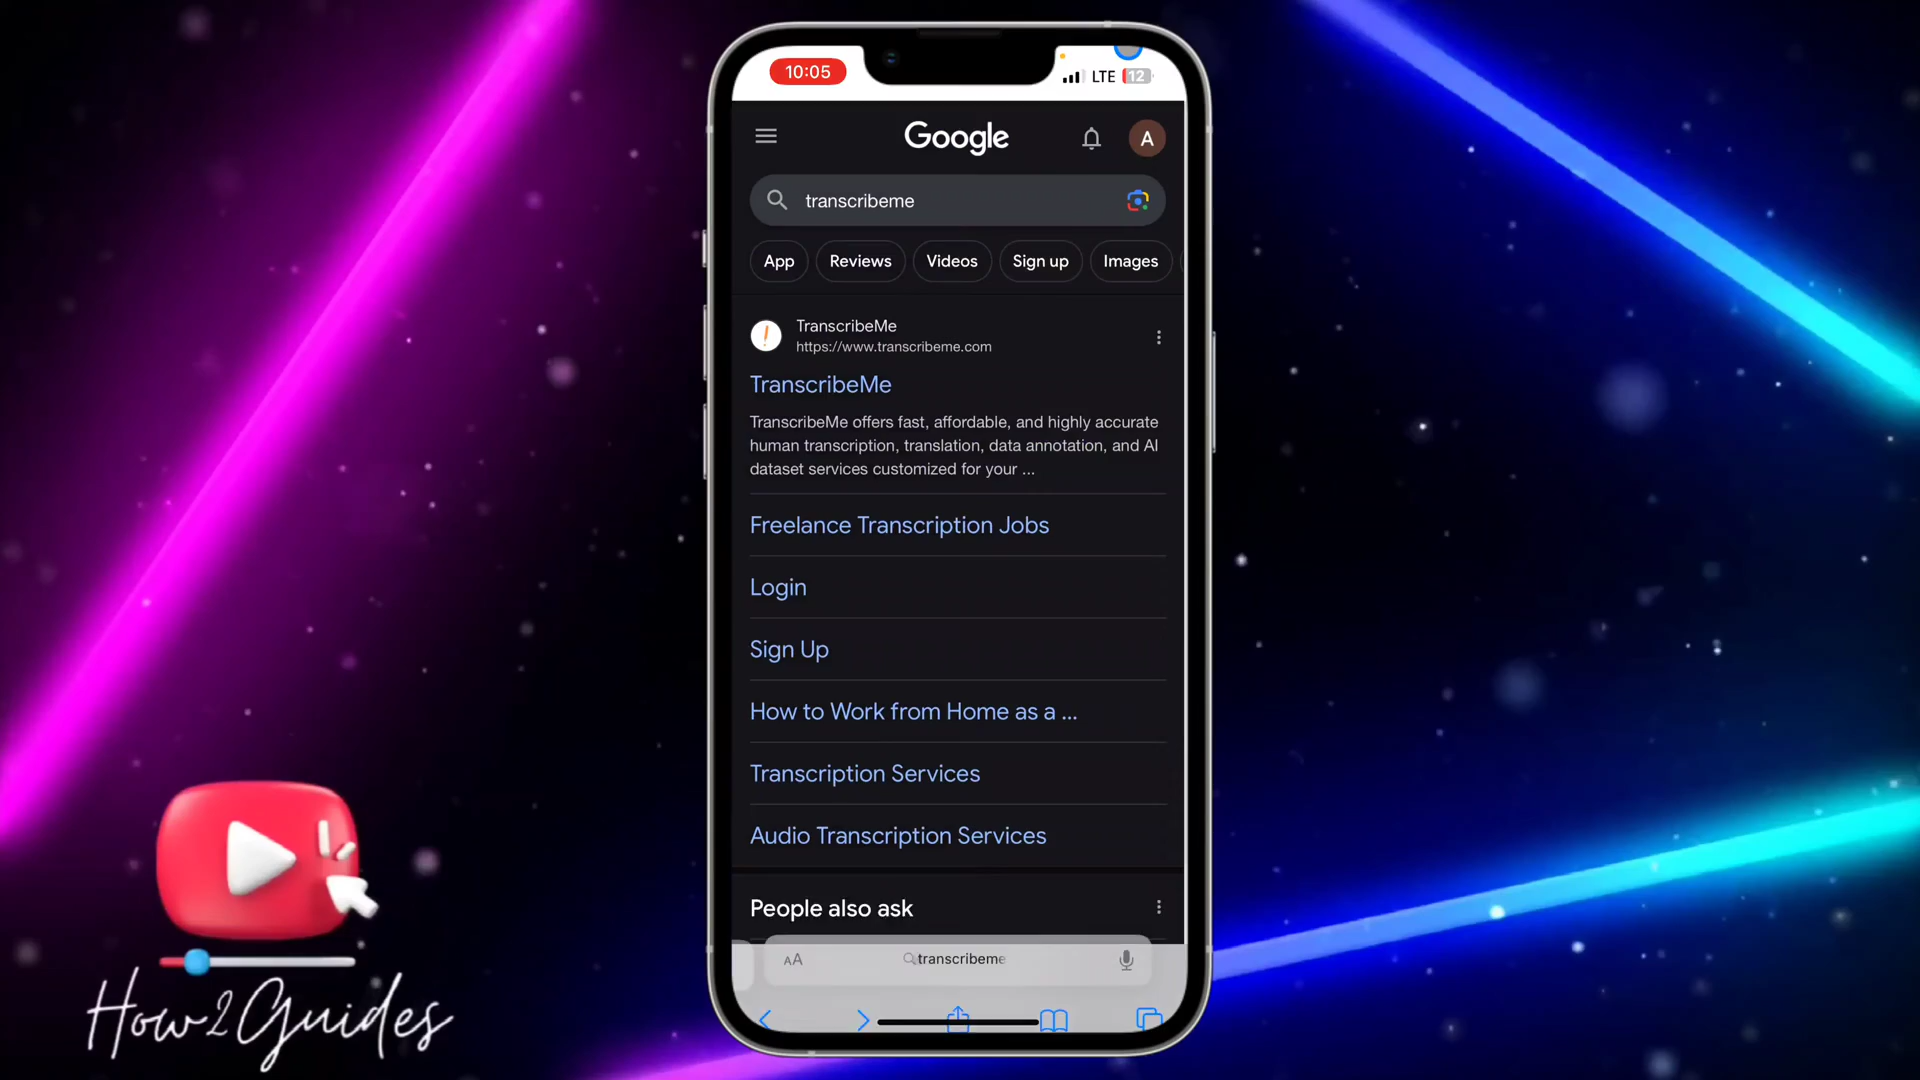 10:05
LTE 12
Google
A
transcribeme
App Reviews Videos Sign up Images
TranscribeMe
https://www.transcribeme.com
TranscribeMe
TranscribeMe offers fast, affordable, and highly accurate
human transcription, translation, data annotation, and AI
dataset services customized for your ...
Freelance Transcription Jobs
Login
Sign Up
How to Work from Home as a ...
Transcription Services
Audio Transcription Services
People also ask
AA transcribeme
How2Guides